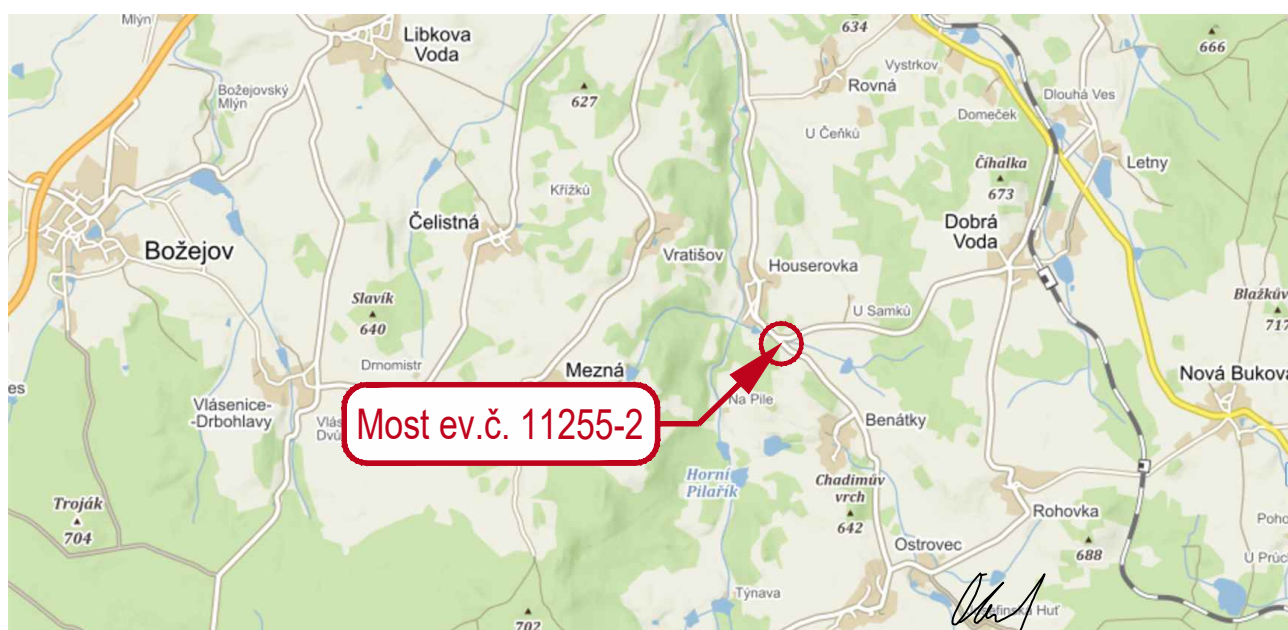 Mlýn
Libkova
Voda
634
666
Vystrkov
Rovná
Božejovský
Mlýn
627
Domeček
Dlouhá Ves
U Čeňků
Letny
Číhalka
673
Křížků
Čelistná
Dobrá
Voda
Božejov
Vratišov
Houserovka
Slavík
640
U Samků
717
Drnomistr
Mezná
Nová Bukova
es
Vlásenice-
-Drbohlavy
Na Pile
Most ev.č. 11255-2
Benátky
Horní
Pilařík
Chadimův
vrch
642
Troják
704
Rohovka
Ostrovec
688
Týnava
702